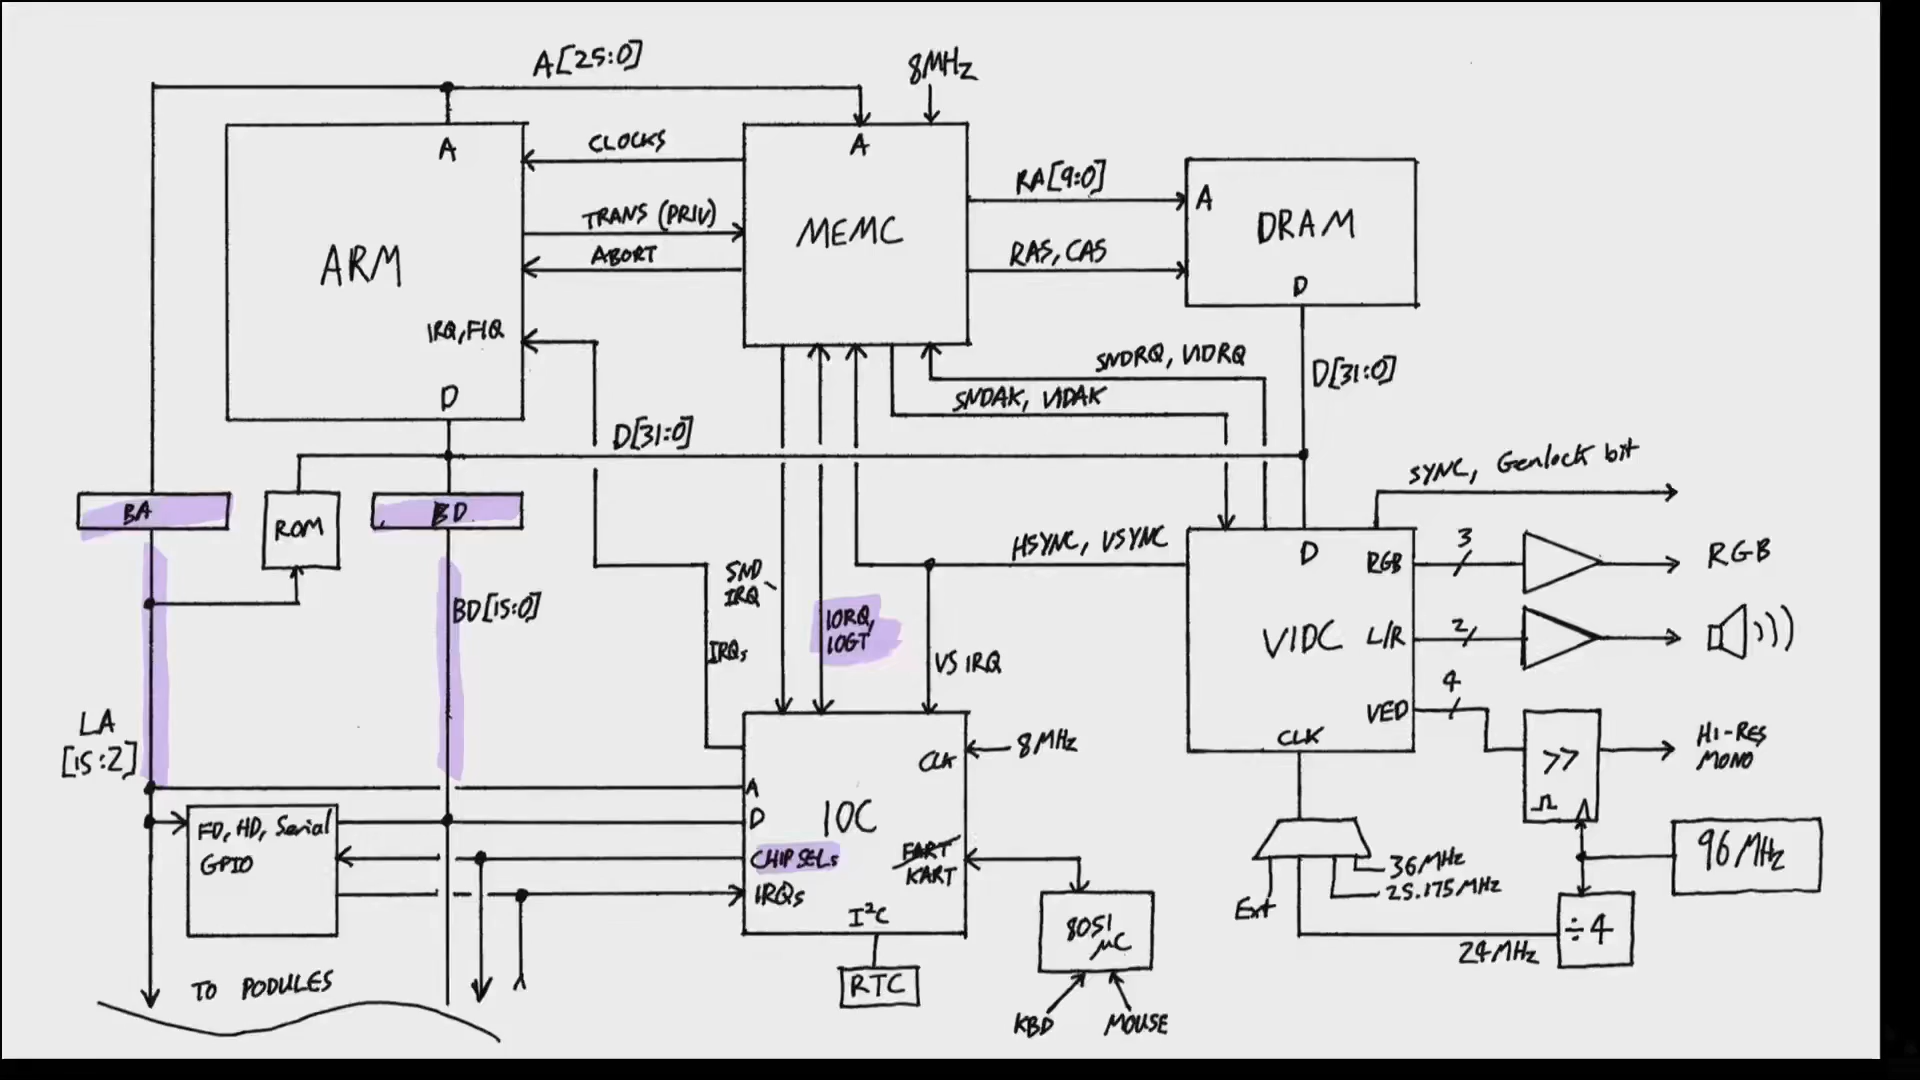 A[25:0]
8MHz
A
CLOCKS
A
RA[9:0]
A
DRAM
TRANS (PRIV)
MEMC
ARM
ABORT
RAS, CAS
D
IRQ, FIQ
SNDRQ, VIDRQ
D[31:0]
D
SNDAK, VIDAK
D[31:0]
SYNC, Genlock bit
BA
ROM
BD
HSYNC, VSYNC
D
RGB
3
RGB
SND
IRQ
BD[15:0]
IORQ,
IOGT
IRQs
VS IRQ
VIDC
L/R
2
LA
[15:2]
VED
4
CLK
HI-RES
MONO
8MHz
CLK
>>
A
D
IOC
FD, HD, Serial
GPIO
CHIP SELs
FART
KART
IRQs
I²C
36MHz
25.175MHz
Ext
96MHz
8051
μC
÷4
24MHz
TO PODULES
RTC
KBD
MOUSE